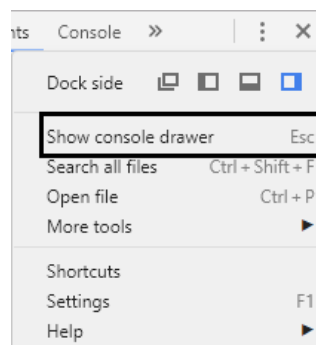 nts Console »
Dock side
Show console drawer Esc
Search all files Ctrl + Shift + F
Open file Ctrl + P
More tools
Shortcuts
Settings F1
Help